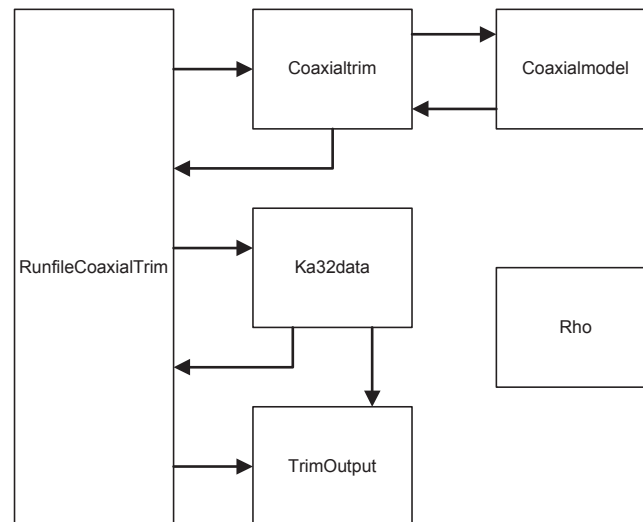 Coaxialtrim
Coaxialmodel
RunfileCoaxialTrim
Ka32data
Rho
TrimOutput